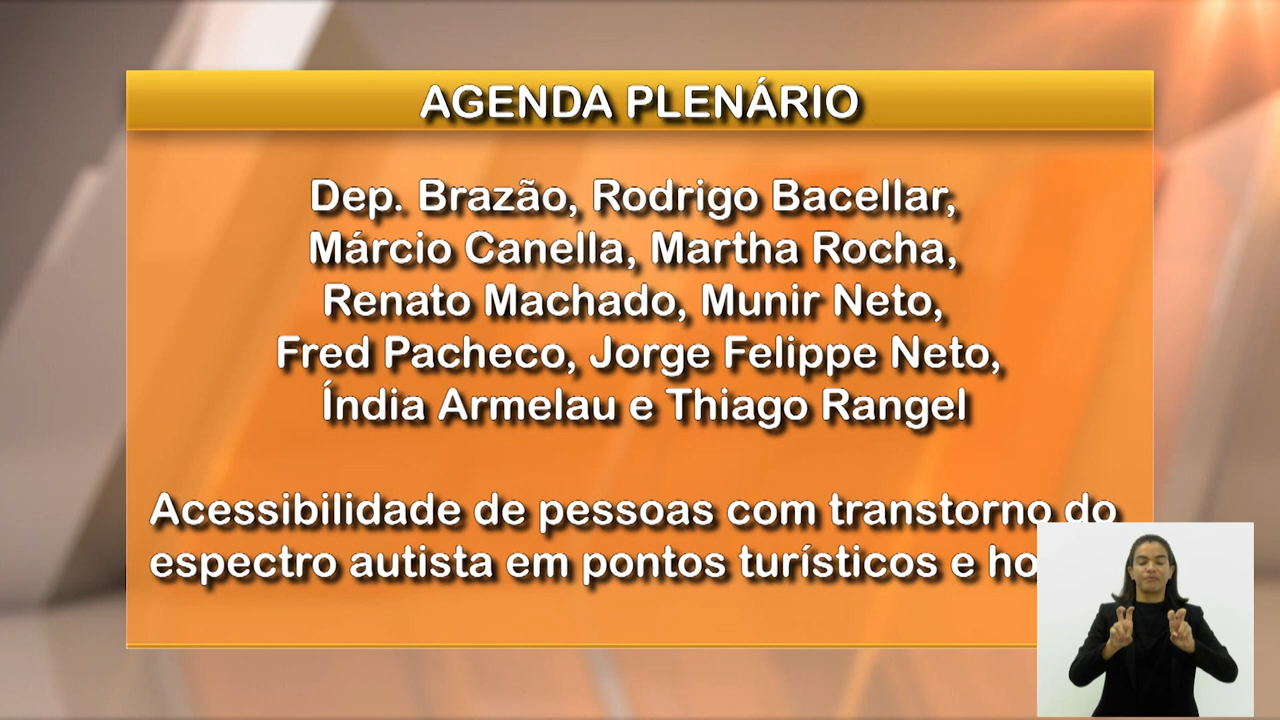 AGENDA PLENÁRIO
Dep. Brazão, Rodrigo Bacellar,
Márcio Canella, Martha Rocha,
Renato Machado, Munir Neto,
Fred Pacheco, Jorge Felippe Neto,
Índia Armelau e Thiago Rangel
Acessibilidade de pessoas com transtorno do
espectro autista em pontos turísticos e